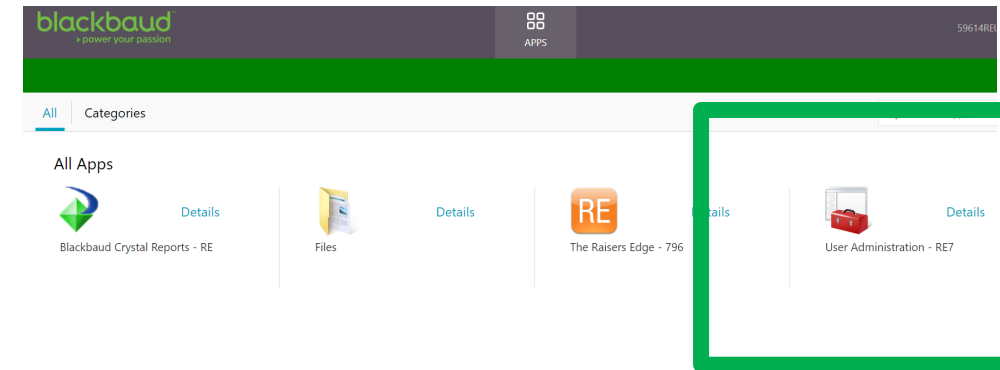 blackbaud
power your passion
APPS
59614REU
All
Categories
All Apps
Details
Blackbaud Crystal Reports - RE
Details
Files
RE
The Raisers Edge - 796
Details
User Administration - RE7